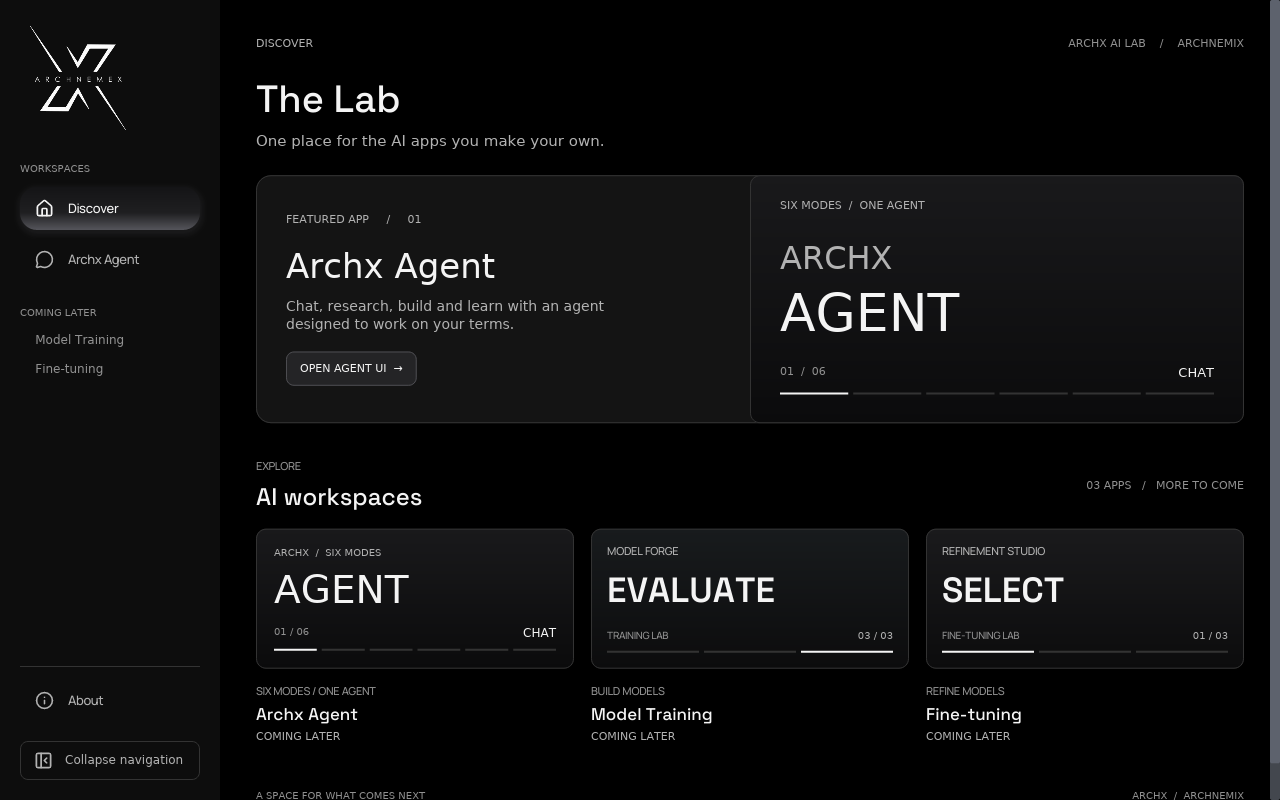 ARCHNEMEX
WORKSPACES
Discover
Archx Agent
COMING LATER
Model Training
Fine-tuning
About
Collapse navigation
DISCOVER
ARCHX AI LAB / ARCHNEMIX
The Lab
One place for the AI apps you make your own.
FEATURED APP / 01
Archx Agent
Chat, research, build and learn with an agent
designed to work on your terms.
OPEN AGENT UI →
SIX MODES / ONE AGENT
ARCHX
AGENT
01 / 06
CHAT
EXPLORE
AI workspaces
03 APPS / MORE TO COME
ARCHX / SIX MODES
AGENT
01 / 06
CHAT
SIX MODES / ONE AGENT
Archx Agent
COMING LATER
MODEL FORGE
EVALUATE
TRAINING LAB
03 / 03
BUILD MODELS
Model Training
COMING LATER
REFINEMENT STUDIO
SELECT
FINE-TUNING LAB
01 / 03
REFINE MODELS
Fine-tuning
COMING LATER
A SPACE FOR WHAT COMES NEXT
ARCHX / ARCHNEMIX